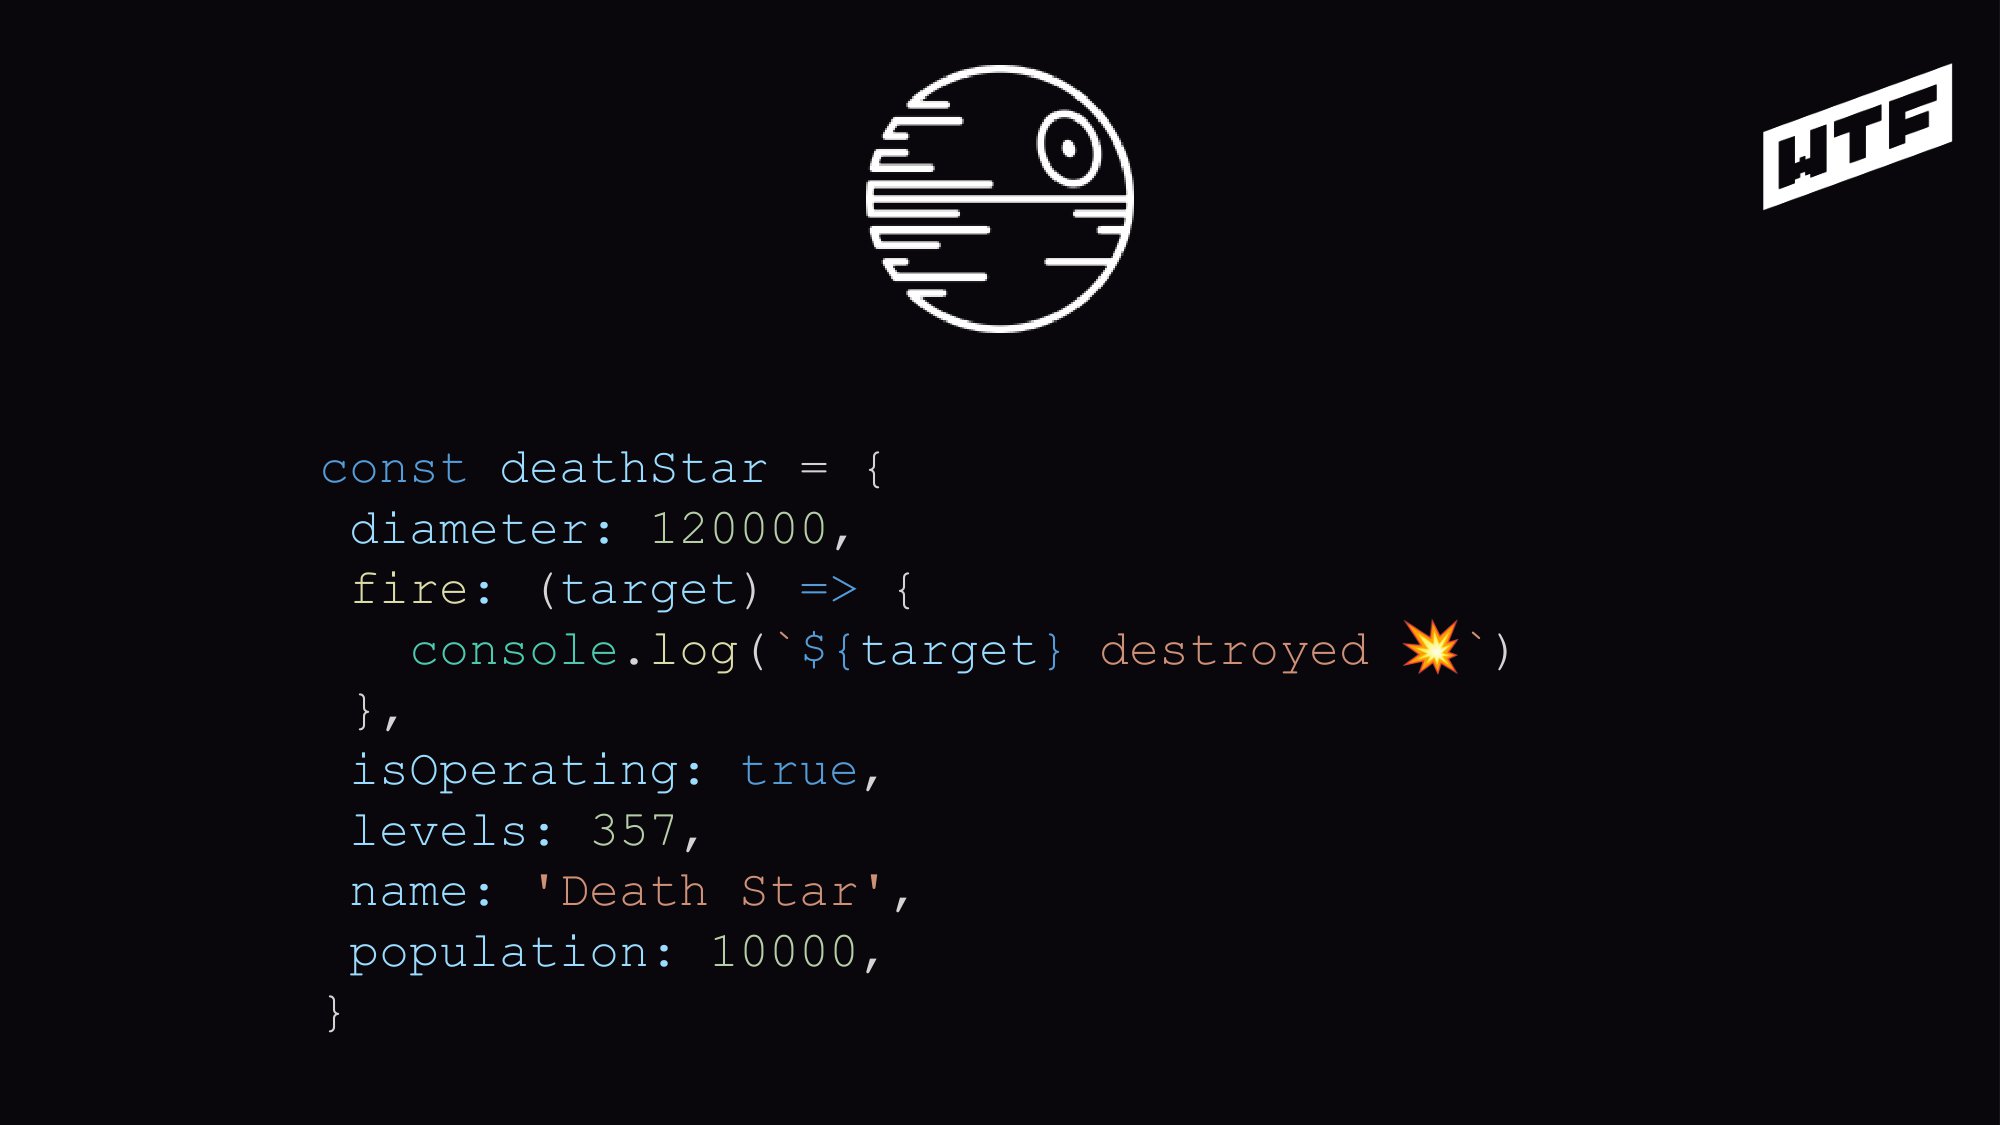 WTF
const deathStar = {
 diameter: 120000,
 fire: (target) => {
   console.log(`${target} destroyed 💥`)
 },
 isOperating: true,
 levels: 357,
 name: 'Death Star',
 population: 10000,
}